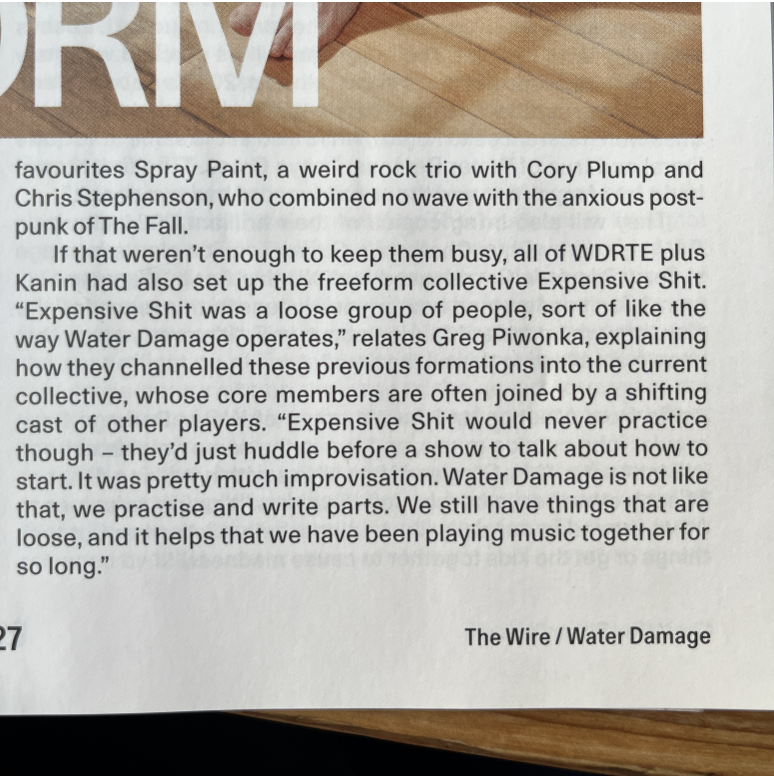 ORM
favourites Spray Paint, a weird rock trio with Cory Plump and
Chris Stephenson, who combined no wave with the anxious post-
punk of The Fall.
If that weren’t enough to keep them busy, all of WDRTE plus
Kanin had also set up the freeform collective Expensive Shit.
“Expensive Shit was a loose group of people, sort of like the
way Water Damage operates,” relates Greg Piwonka, explaining
how they channelled these previous formations into the current
collective, whose core members are often joined by a shifting
cast of other players. “Expensive Shit would never practice
though – they’d just huddle before a show to talk about how to
start. It was pretty much improvisation. Water Damage is not like
that, we practise and write parts. We still have things that are
loose, and it helps that we have been playing music together for
so long.”
27
The Wire / Water Damage